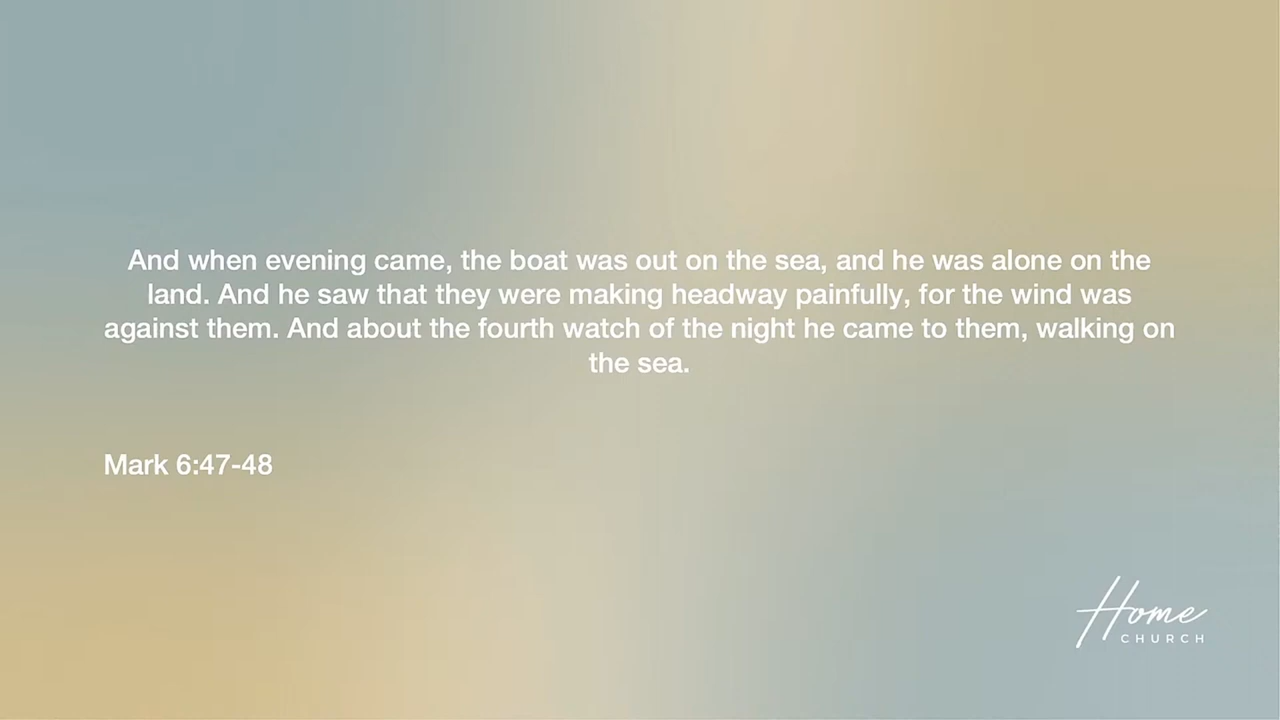 And when evening came, the boat was out on the sea, and he was alone on the
land. And he saw that they were making headway painfully, for the wind was
against them. And about the fourth watch of the night he came to them, walking on
the sea.
Mark 6:47-48
Home
CHURCH